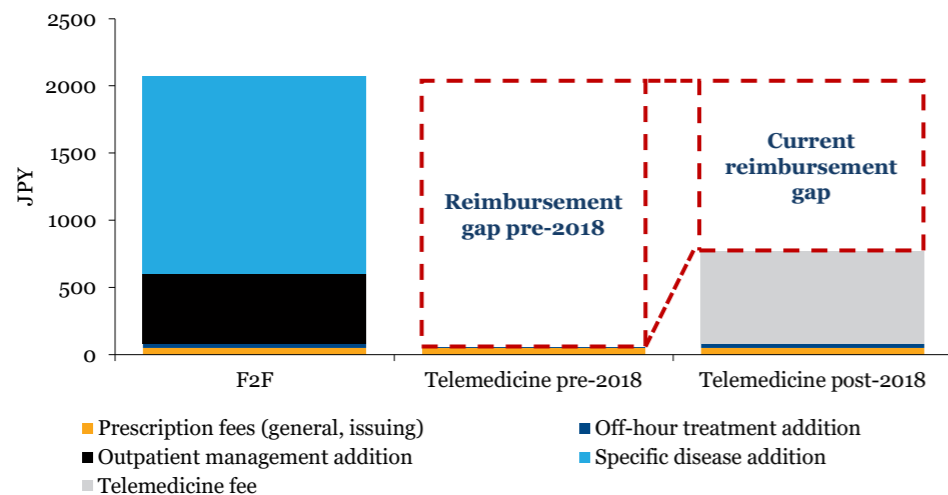 2500
2000
1500
1000
500
0
JPY
Reimbursement
gap pre-2018
Current
reimbursement
gap
F2F
Telemedicine pre-2018
Telemedicine post-2018
Prescription fees (general, issuing)
Off-hour treatment addition
Outpatient management addition
Specific disease addition
Telemedicine fee